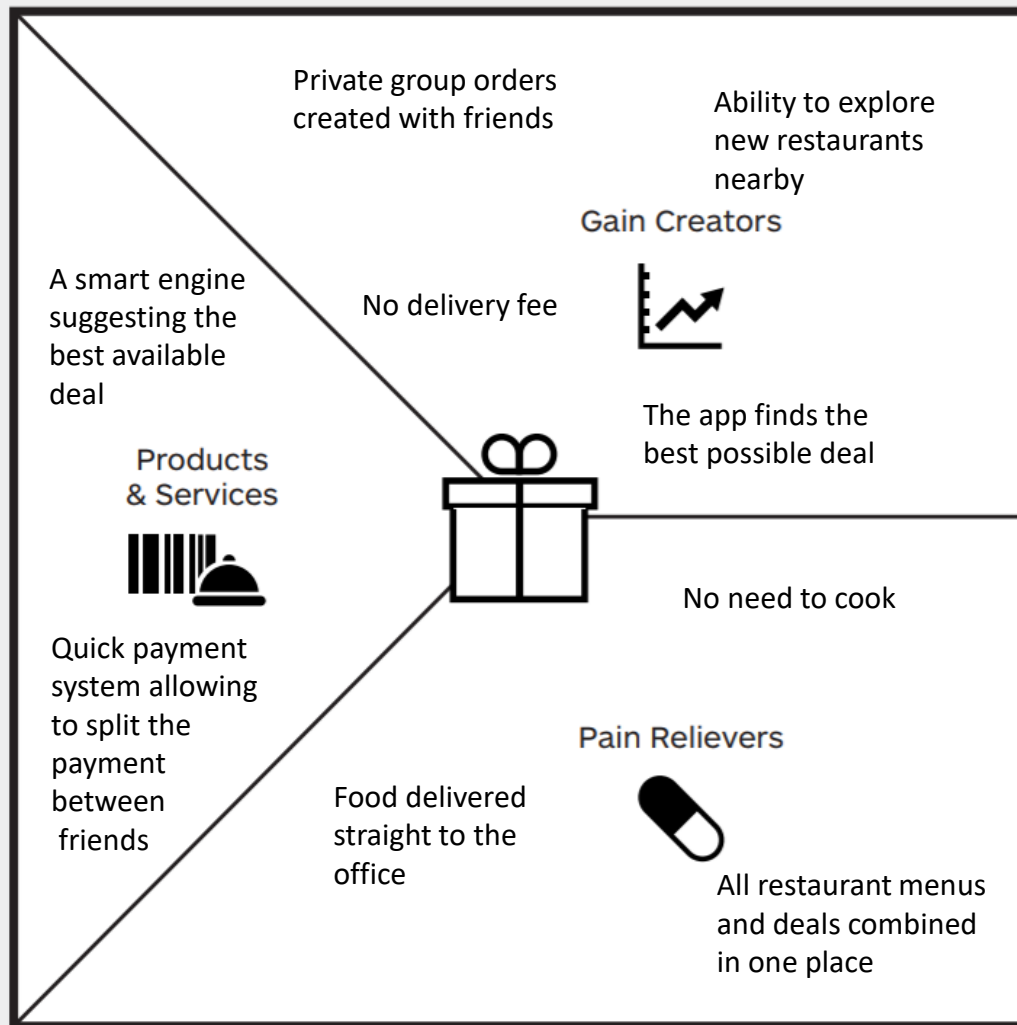 Private group orders
created with friends
Ability to explore
new restaurants
nearby
Gain Creators
No delivery fee
The app finds the
best possible deal
A smart engine
suggesting the
best available
deal
Products
& Services
Quick payment
system allowing
to split the
payment
between
friends
No need to cook
Pain Relievers
Food delivered
straight to the
office
All restaurant menus
and deals combined
in one place